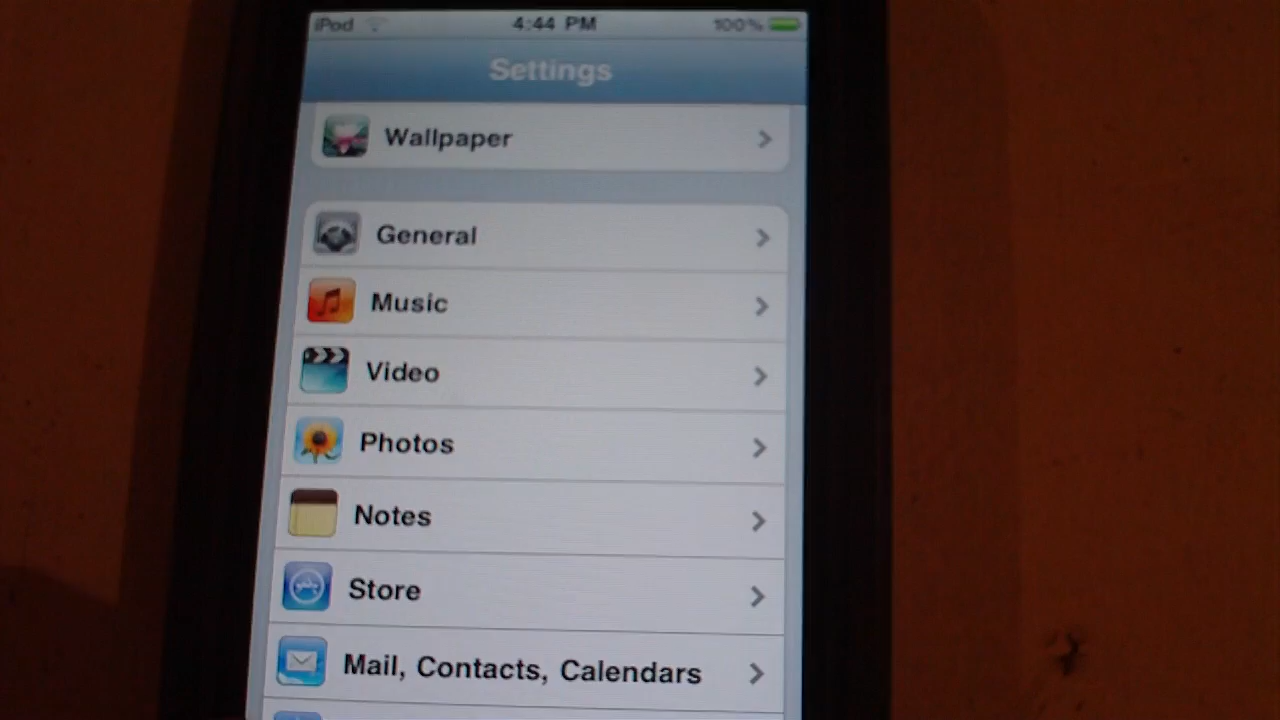 iPod 4:44 PM 100%
Settings
Wallpaper
General
Music
Video
Photos
Notes
Store
Mail, Contacts, Calendars